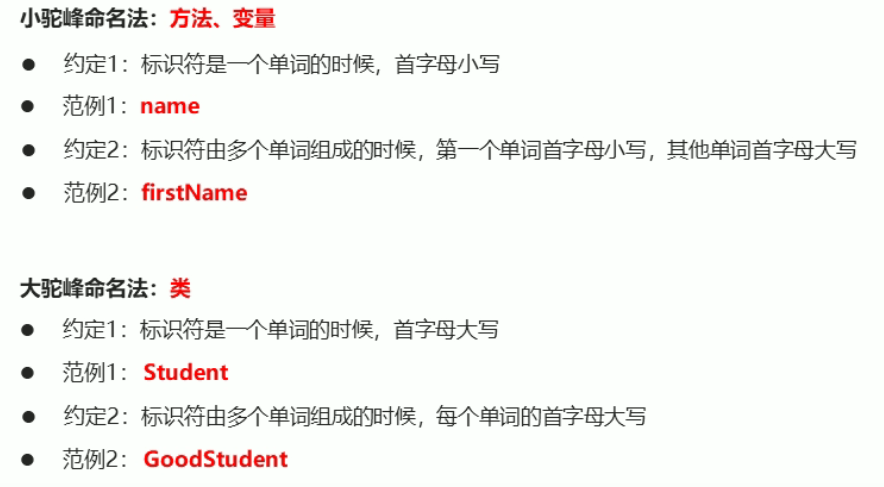 小驼峰命名法：方法、变量
● 约定1：标识符是一个单词的时候，首字母小写
● 范例1：name
● 约定2：标识符由多个单词组成的时候，第一个单词首字母小写，其他单词首字母大写
● 范例2：firstName
大驼峰命名法：类
● 约定1：标识符是一个单词的时候，首字母大写
● 范例1：Student
● 约定2：标识符由多个单词组成的时候，每个单词的首字母大写
● 范例2：GoodStudent